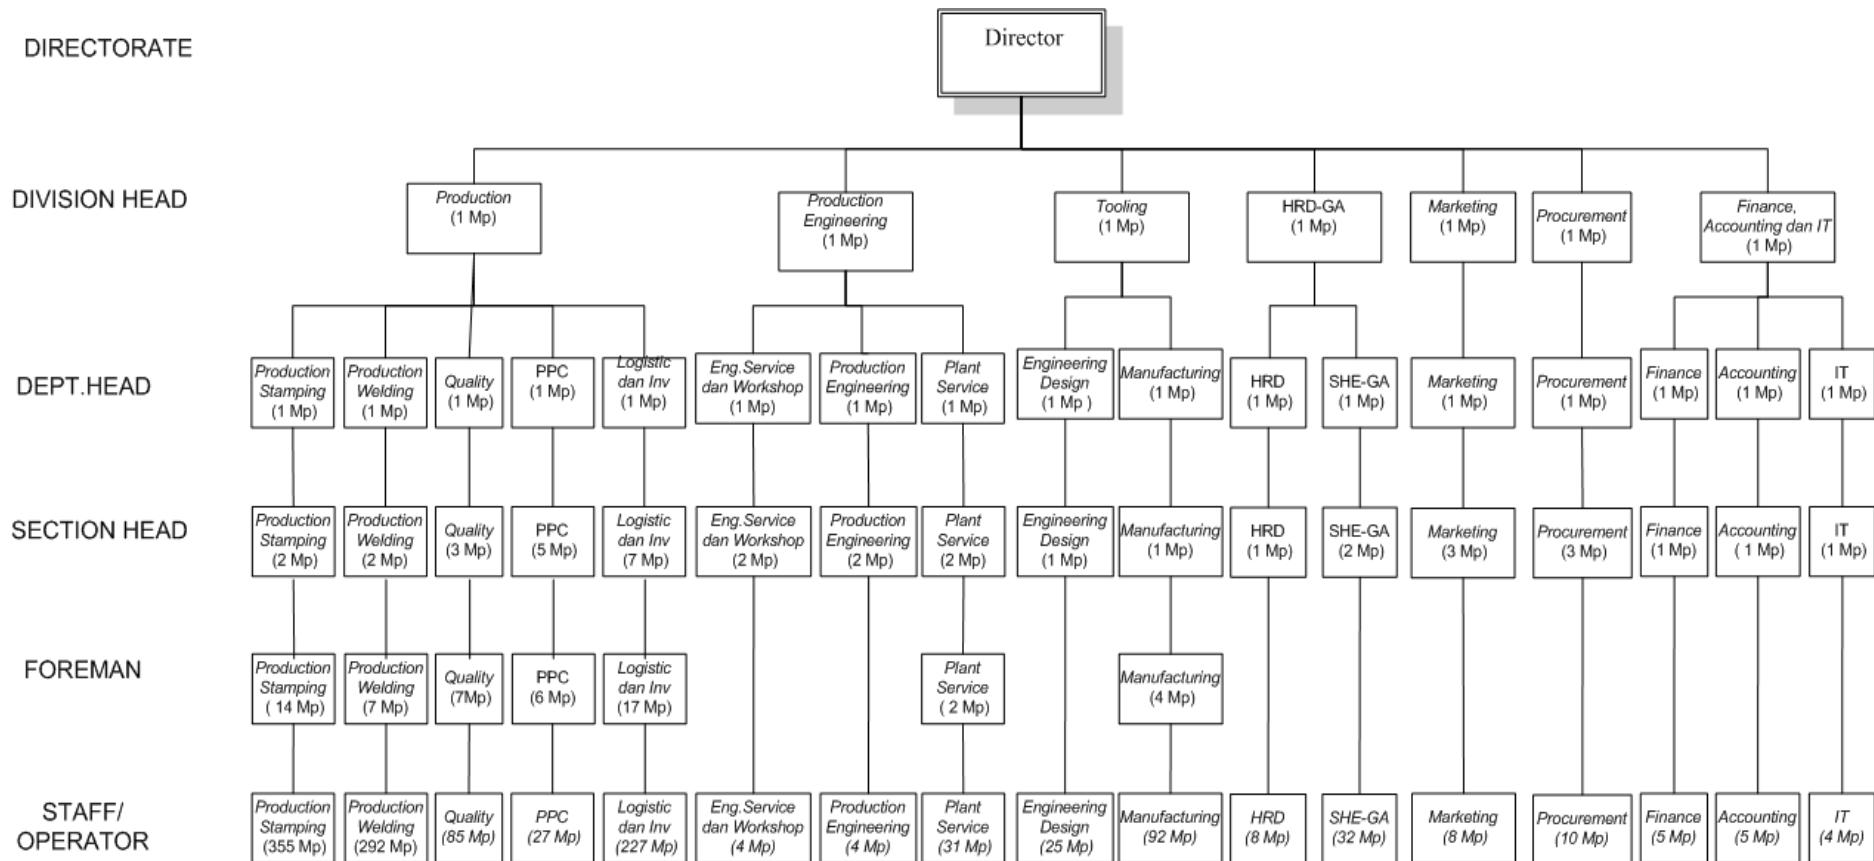 DIRECTORATE
Director
DIVISION HEAD
Production
(1 Mp)
Production
Engineering
(1 Mp)
Tooling
(1 Mp)
HRD-GA
(1 Mp)
Marketing
(1 Mp)
Procurement
(1 Mp)
Finance,
Accounting dan IT
(1 Mp)
DEPT.HEAD
Production
Stamping
(1 Mp)
Production
Welding
(1 Mp)
Quality
(1 Mp)
PPC
(1 Mp)
Logistic
dan Inv
(1 Mp)
Eng.Service
dan Workshop
(1 Mp)
Production
Engineering
(1 Mp)
Plant
Service
(1 Mp)
Engineering
Design
(1 Mp )
Manufacturing
(1 Mp)
HRD
(1 Mp)
SHE-GA
(1 Mp)
Marketing
(1 Mp)
Procurement
(1 Mp)
Finance
(1 Mp)
Accounting
(1 Mp)
IT
(1 Mp)
SECTION HEAD
Production
Stamping
(2 Mp)
Production
Welding
(2 Mp)
Quality
(3 Mp)
PPC
(5 Mp)
Logistic
dan Inv
(7 Mp)
Eng.Service
dan Workshop
(2 Mp)
Production
Engineering
(2 Mp)
Plant
Service
(2 Mp)
Engineering
Design
(1 Mp)
Manufacturing
(1 Mp)
HRD
(1 Mp)
SHE-GA
(2 Mp)
Marketing
(3 Mp)
Procurement
(3 Mp)
Finance
(1 Mp)
Accounting
( 1 Mp)
IT
(1 Mp)
FOREMAN
Production
Stamping
( 14 Mp)
Production
Welding
(7 Mp)
Quality
(7Mp)
PPC
(6 Mp)
Logistic
dan Inv
(17 Mp)
Plant
Service
( 2 Mp)
Manufacturing
(4 Mp)
STAFF/
OPERATOR
Production
Stamping
(355 Mp)
Production
Welding
(292 Mp)
Quality
(85 Mp)
PPC
(27 Mp)
Logistic
dan Inv
(227 Mp)
Eng.Service
dan Workshop
(4 Mp)
Production
Engineering
(4 Mp)
Plant
Service
(31 Mp)
Engineering
Design
(25 Mp)
Manufacturing
(92 Mp)
HRD
(8 Mp)
SHE-GA
(32 Mp)
Marketing
(8 Mp)
Procurement
(10 Mp)
Finance
(5 Mp)
Accounting
(5 Mp)
IT
(4 Mp)